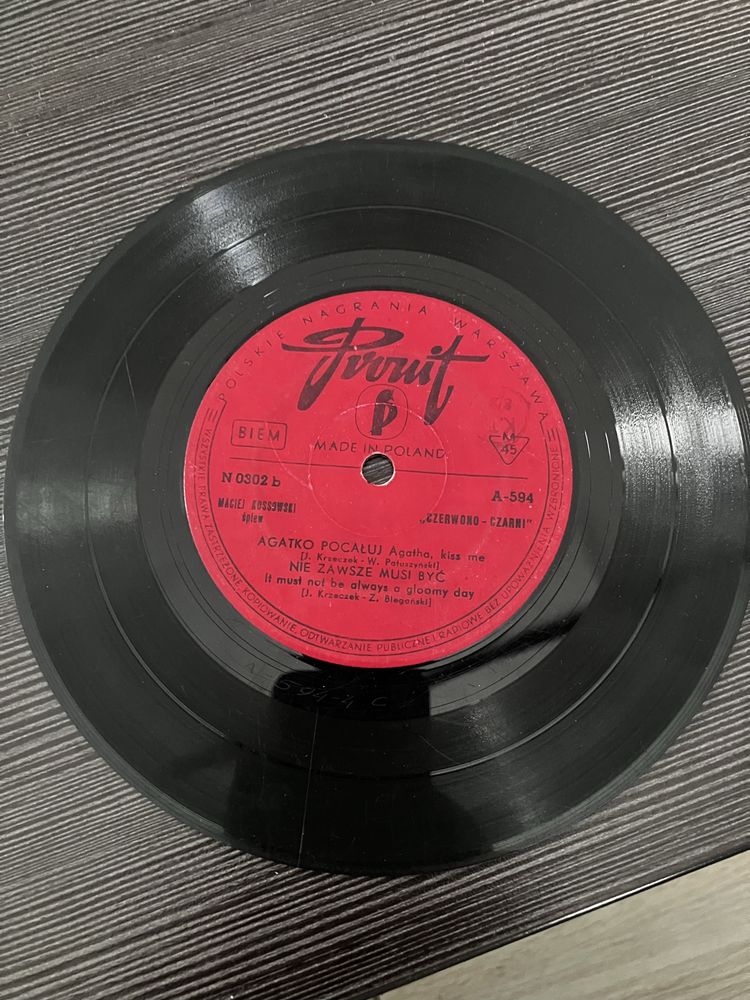 POLSKIE NAGRANIA WARSZAWA
Pronit
p
BIEM
MADE IN POLAND
M
45
N 0302 b
A-594
MACIEJ KOSSOWSKI
śpiew
„CZERWONO - CZARNI"
AGATKO POCAŁUJ Agatha, kiss me
[J. Krzeczek - W. Patuszyński]
NIE ZAWSZE MUSI BYĆ
It must not be always a gloomy day
[J. Krzeczek - Z. Biegański]
WSZYSTKIE PRAWA ZASTRZEŻONE, KOPIOWANIE, ODTWARZANIE PUBLICZNE I RADIOWE BEZ UPOWAŻNIENIA WZBRONIONE